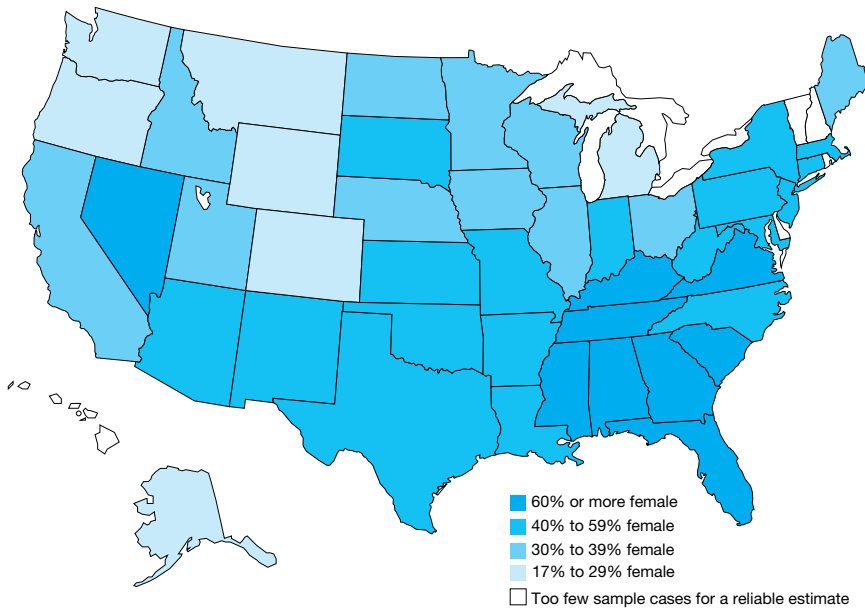 60% or more female
40% to 59% female
30% to 39% female
17% to 29% female
Too few sample cases for a reliable estimate